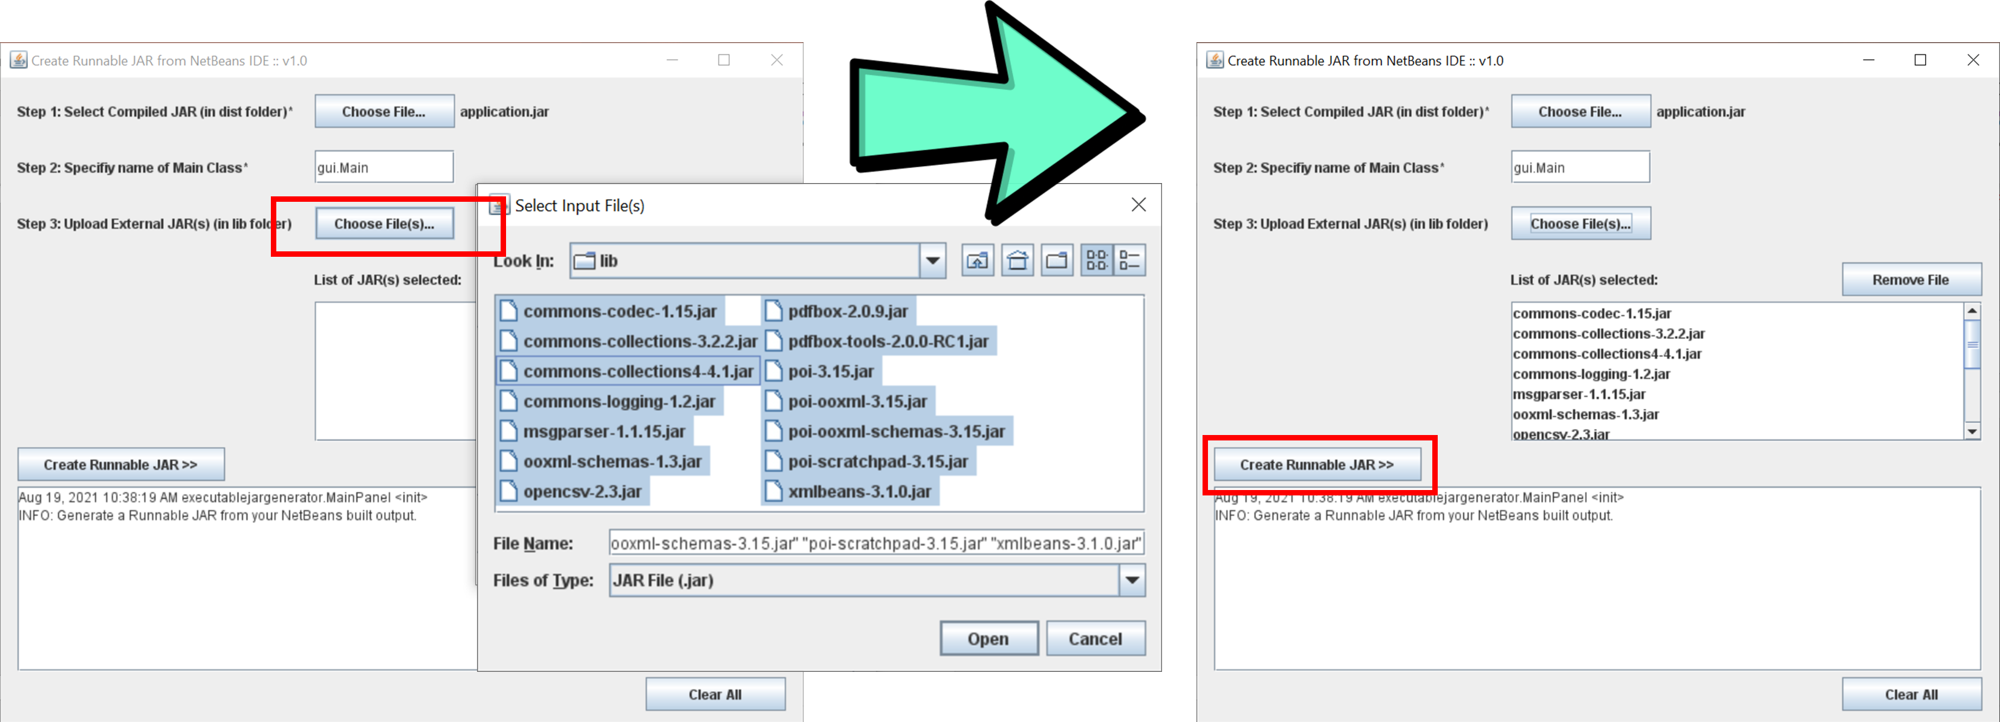 Create Runnable JAR from NetBeans IDE :: v1.0
Step 1: Select Compiled JAR (in dist folder)*
Choose File...
application.jar
Step 2: Specifiy name of Main Class*
gui.Main
Step 3: Upload External JAR(s) (in lib folder)
Choose File(s)...
List of JAR(s) selected:
Create Runnable JAR >>
Aug 19, 2021 10:38:19 AM executablejargenerator.MainPanel <init>
INFO: Generate a Runnable JAR from your NetBeans built output.
Clear All
Select Input File(s)
Look In:
lib
commons-codec-1.15.jar
commons-collections-3.2.2.jar
commons-collections4-4.1.jar
commons-logging-1.2.jar
msgparser-1.1.15.jar
ooxml-schemas-1.3.jar
opencsv-2.3.jar
pdfbox-2.0.9.jar
pdfbox-tools-2.0.0-RC1.jar
poi-3.15.jar
poi-ooxml-3.15.jar
poi-ooxml-schemas-3.15.jar
poi-scratchpad-3.15.jar
xmlbeans-3.1.0.jar
File Name:
ooxml-schemas-3.15.jar" "poi-scratchpad-3.15.jar" "xmlbeans-3.1.0.jar"
Files of Type:
JAR File (.jar)
Open
Cancel
Create Runnable JAR from NetBeans IDE :: v1.0
Step 1: Select Compiled JAR (in dist folder)*
Choose File...
application.jar
Step 2: Specifiy name of Main Class*
gui.Main
Step 3: Upload External JAR(s) (in lib folder)
Choose File(s)...
List of JAR(s) selected:
Remove File
commons-codec-1.15.jar
commons-collections-3.2.2.jar
commons-collections4-4.1.jar
commons-logging-1.2.jar
msgparser-1.1.15.jar
ooxml-schemas-1.3.jar
opencsv-2.3.jar
Create Runnable JAR >>
Aug 19, 2021 10:38:19 AM executablejargenerator.MainPanel <init>
INFO: Generate a Runnable JAR from your NetBeans built output.
Clear All